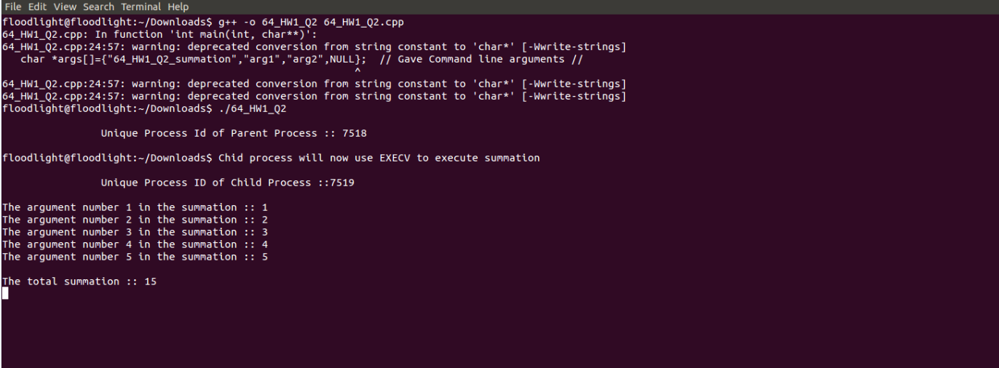 File Edit View Search Terminal Help
floodlight@floodlight:~/Downloads$ g++ -o 64_HW1_Q2 64_HW1_Q2.cpp
64_HW1_Q2.cpp: In function 'int main(int, char**)':
64_HW1_Q2.cpp:24:57: warning: deprecated conversion from string constant to 'char*' [-Wwrite-strings]
char *args[]={"64_HW1_Q2_summation","arg1","arg2",NULL};  // Gave Command line arguments //
^
64_HW1_Q2.cpp:24:57: warning: deprecated conversion from string constant to 'char*' [-Wwrite-strings]
64_HW1_Q2.cpp:24:57: warning: deprecated conversion from string constant to 'char*' [-Wwrite-strings]
floodlight@floodlight:~/Downloads$ ./64_HW1_Q2
Unique Process Id of Parent Process :: 7518
floodlight@floodlight:~/Downloads$ Chid process will now use EXECV to execute summation
Unique Process ID of Child Process ::7519
The argument number 1 in the summation :: 1
The argument number 2 in the summation :: 2
The argument number 3 in the summation :: 3
The argument number 4 in the summation :: 4
The argument number 5 in the summation :: 5
The total summation :: 15